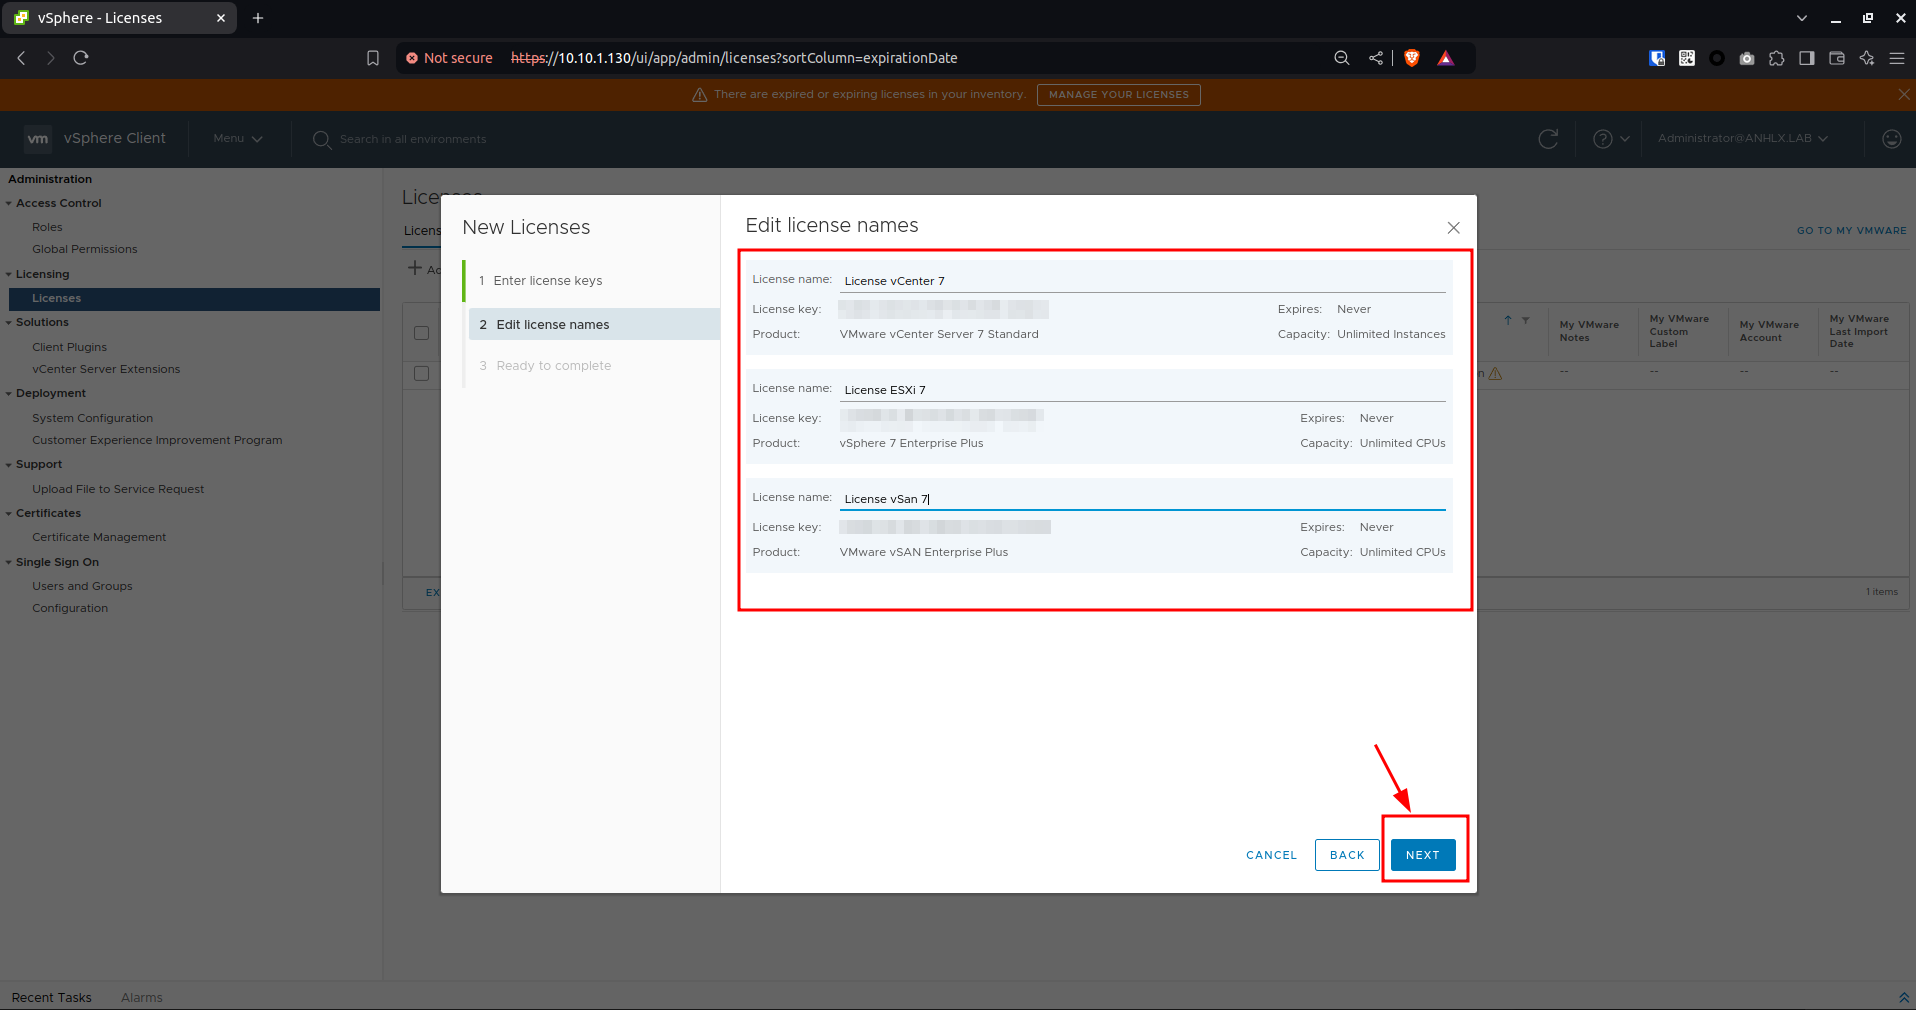 vSphere - Licenses
Not secure
https://10.10.1.130/ui/app/admin/licenses?sortColumn=expirationDate
There are expired or expiring licenses in your inventory.
MANAGE YOUR LICENSES
vm
vSphere Client
Menu
Search in all environments
Administrator@ANHLX.LAB
Administration
Access Control
Roles
Global Permissions
Licensing
Licenses
Solutions
Client Plugins
vCenter Server Extensions
Deployment
System Configuration
Customer Experience Improvement Program
Support
Upload File to Service Request
Certificates
Certificate Management
Single Sign On
Users and Groups
Configuration
Licenses
GO TO MY VMWARE
My VMware Notes
My VMware Custom Label
My VMware Account
My VMware Last Import Date
--
--
--
--
1 items
New Licenses
1 Enter license keys
2 Edit license names
3 Ready to complete
Edit license names
License name: License vCenter 7
License key:
Expires: Never
Product: VMware vCenter Server 7 Standard
Capacity: Unlimited Instances
License name: License ESXi 7
License key:
Expires: Never
Product: vSphere 7 Enterprise Plus
Capacity: Unlimited CPUs
License name: License vSan 7
License key:
Expires: Never
Product: VMware vSAN Enterprise Plus
Capacity: Unlimited CPUs
CANCEL
BACK
NEXT
Recent Tasks
Alarms